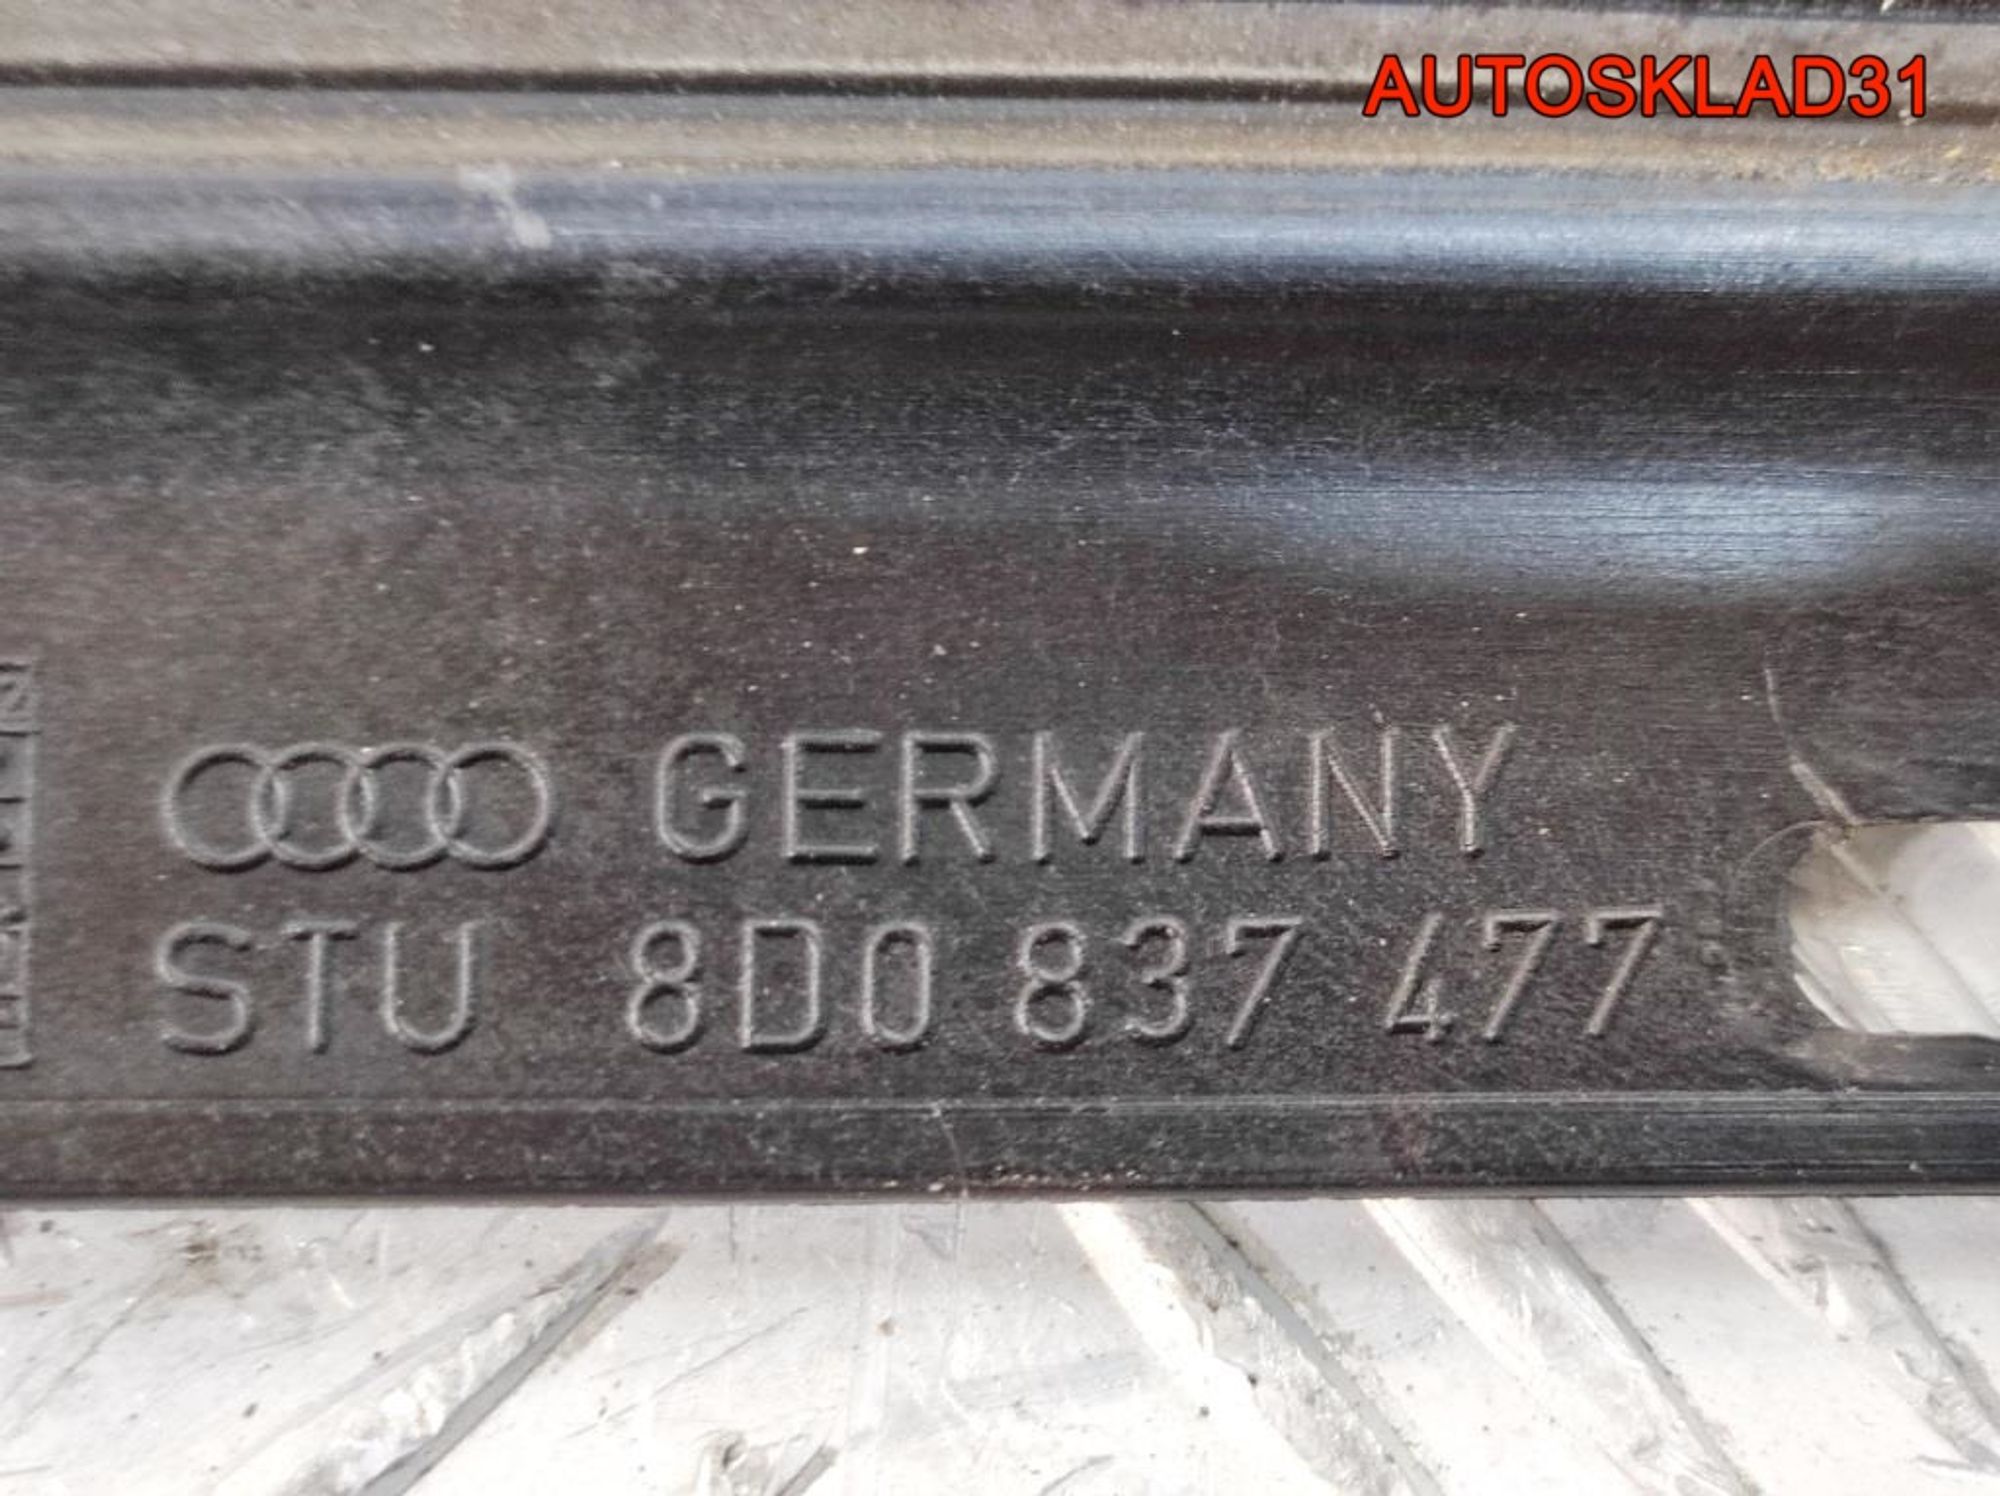 AUTOSKLAD31
GERMANY
STU 8D0 837 477